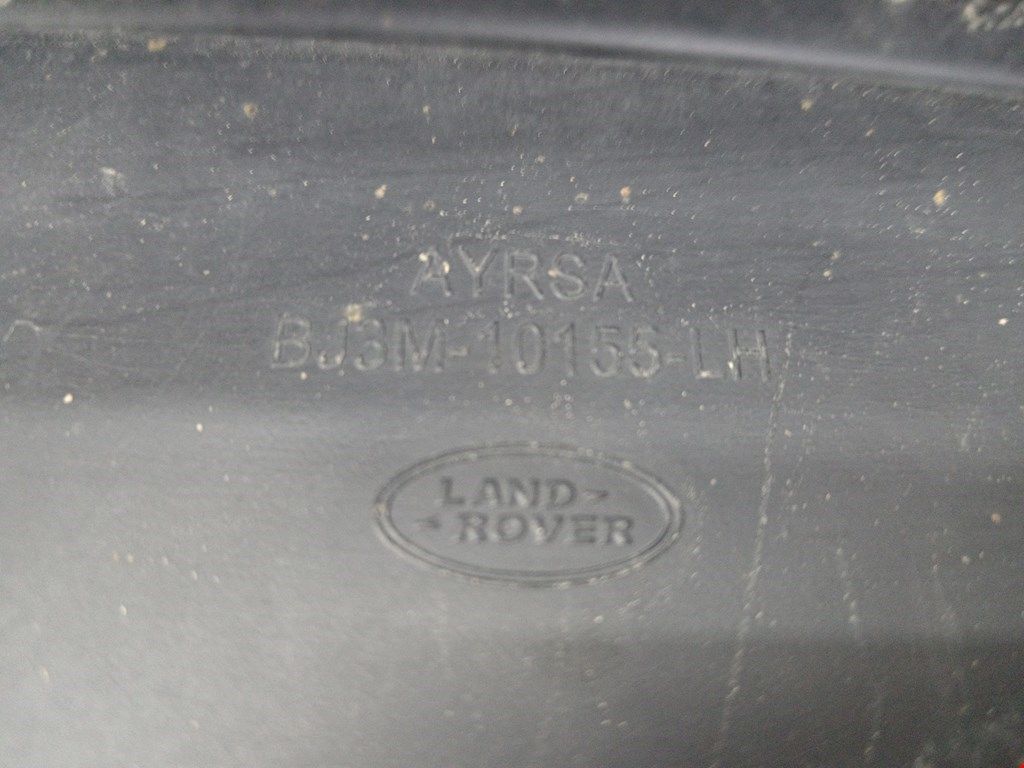 AYRSA
BJ3M-10155-LH
LAND
ROVER